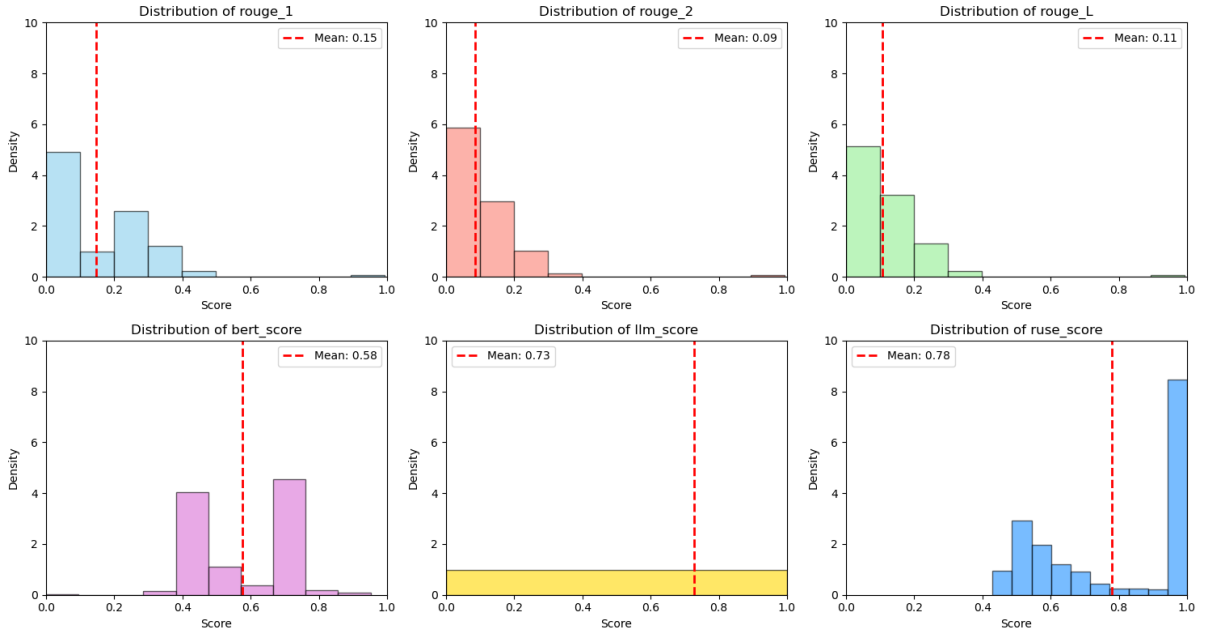 Distribution of rouge_1
Mean: 0.15
10
8
6
4
2
0
Density
0.0 0.2 0.4 0.6 0.8 1.0
Score
Distribution of rouge_2
Mean: 0.09
10
8
6
4
2
0
Density
0.0 0.2 0.4 0.6 0.8 1.0
Score
Distribution of rouge_L
Mean: 0.11
10
8
6
4
2
0
Density
0.0 0.2 0.4 0.6 0.8 1.0
Score
Distribution of bert_score
Mean: 0.58
10
8
6
4
2
0
Density
0.0 0.2 0.4 0.6 0.8 1.0
Score
Distribution of llm_score
Mean: 0.73
10
8
6
4
2
0
Density
0.0 0.2 0.4 0.6 0.8 1.0
Score
Distribution of ruse_score
Mean: 0.78
10
8
6
4
2
0
Density
0.0 0.2 0.4 0.6 0.8 1.0
Score